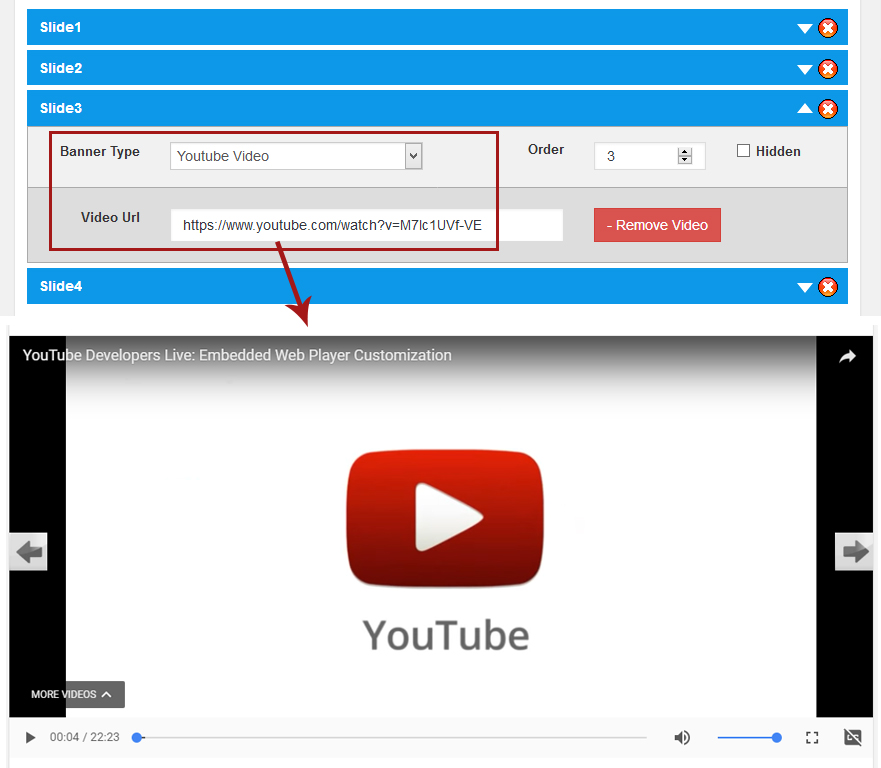 Slide1
Slide2
Slide3
Banner Type Youtube Video Order 3 Hidden
Video Url https://www.youtube.com/watch?v=M7lc1UVf-VE - Remove Video
Slide4
YouTube Developers Live: Embedded Web Player Customization
YouTube
MORE VIDEOS
00:04 / 22:23